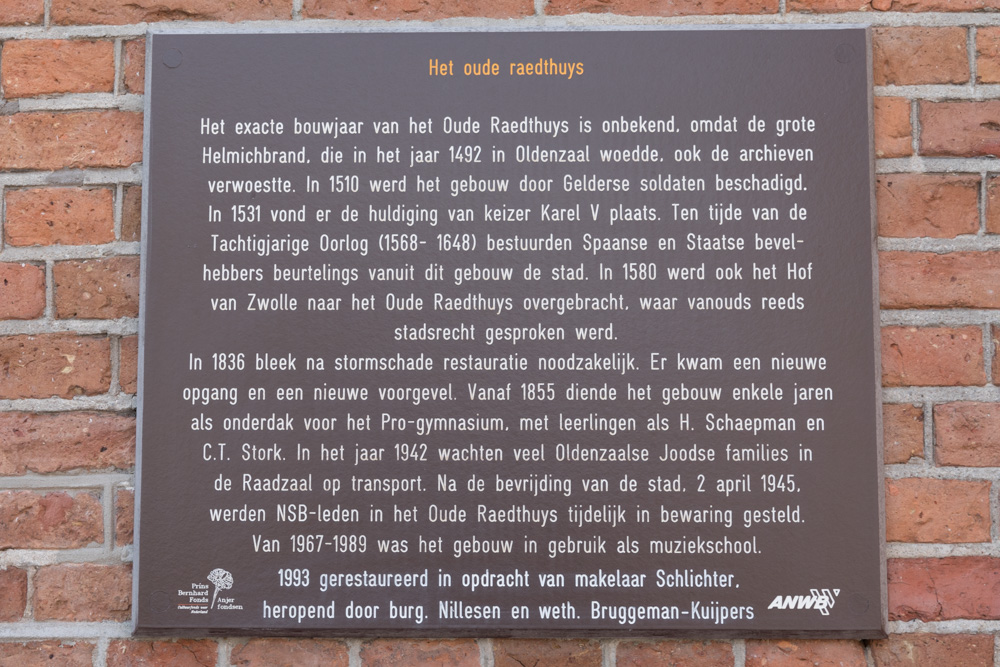 Het oude raedthuys
Het exacte bouwjaar van het Oude Raedthuys is onbekend, omdat de grote
Helmichbrand, die in het jaar 1492 in Oldenzaal woedde, ook de archieven
verwoestte. In 1510 werd het gebouw door Gelderse soldaten beschadigd.
In 1531 vond er de huldiging van keizer Karel V plaats. Ten tijde van de
Tachtigjarige Oorlog (1568- 1648) bestuurden Spaanse en Staatse bevel-
hebbers beurtelings vanuit dit gebouw de stad. In 1580 werd ook het Hof
van Zwolle naar het Oude Raedthuys overgebracht, waar vanouds reeds
stadsrecht gesproken werd.
In 1836 bleek na stormschade restauratie noodzakelijk. Er kwam een nieuwe
opgang en een nieuwe voorgevel. Vanaf 1855 diende het gebouw enkele jaren
als onderdak voor het Pro-gymnasium, met leerlingen als H. Schaepman en
C.T. Stork. In het jaar 1942 wachten veel Oldenzaalse Joodse families in
de Raadzaal op transport. Na de bevrijding van de stad, 2 april 1945,
werden NSB-leden in het Oude Raedthuys tijdelijk in bewaring gesteld.
Van 1967-1989 was het gebouw in gebruik als muziekschool.
1993 gerestaureerd in opdracht van makelaar Schlichter,
heropend door burg. Nillesen en weth. Bruggeman-Kuijpers
Prins
Bernhard
Fonds
Anjer
fondsen
ANWB